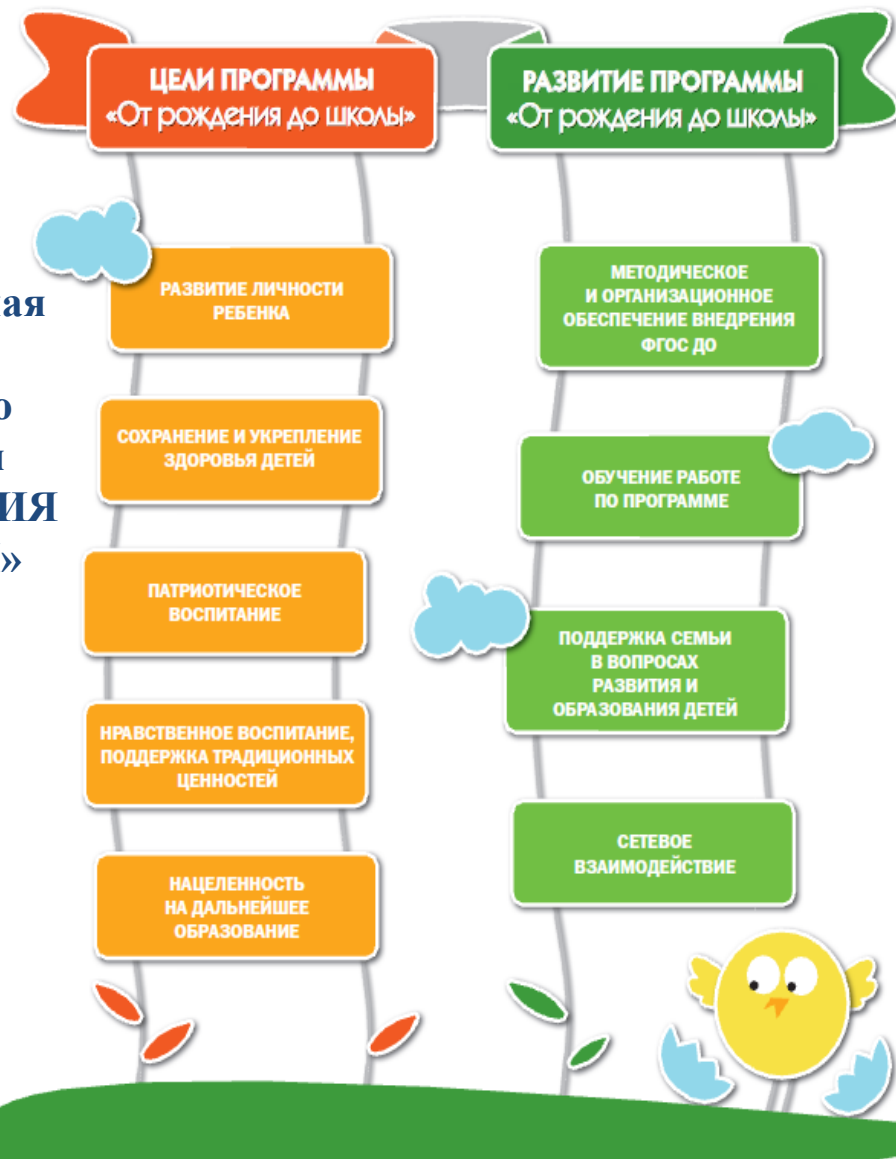 ЦЕЛИ ПРОГРАММЫ
«От рождения до школы»
РАЗВИТИЕ ЛИЧНОСТИ
РЕБЕНКА
СОХРАНЕНИЕ И УКРЕПЛЕНИЕ
ЗДОРОВЬЯ ДЕТЕЙ
ПАТРИОТИЧЕСКОЕ
ВОСПИТАНИЕ
НРАВСТВЕННОЕ ВОСПИТАНИЕ,
ПОДДЕРЖКА ТРАДИЦИОННЫХ
ЦЕННОСТЕЙ
НАЦЕЛЕННОСТЬ
НА ДАЛЬНЕЙШЕЕ
ОБРАЗОВАНИЕ
РАЗВИТИЕ ПРОГРАММЫ
«От рождения до школы»
МЕТОДИЧЕСКОЕ
И ОРГАНИЗАЦИОННОЕ
ОБЕСПЕЧЕНИЕ ВНЕДРЕНИЯ
ФГОС ДО
ОБУЧЕНИЕ РАБОТЕ
ПО ПРОГРАММЕ
ПОДДЕРЖКА СЕМЬИ
В ВОПРОСАХ
РАЗВИТИЯ И
ОБРАЗОВАНИЯ ДЕТЕЙ
СЕТЕВОЕ
ВЗАИМОДЕЙСТВИЕ